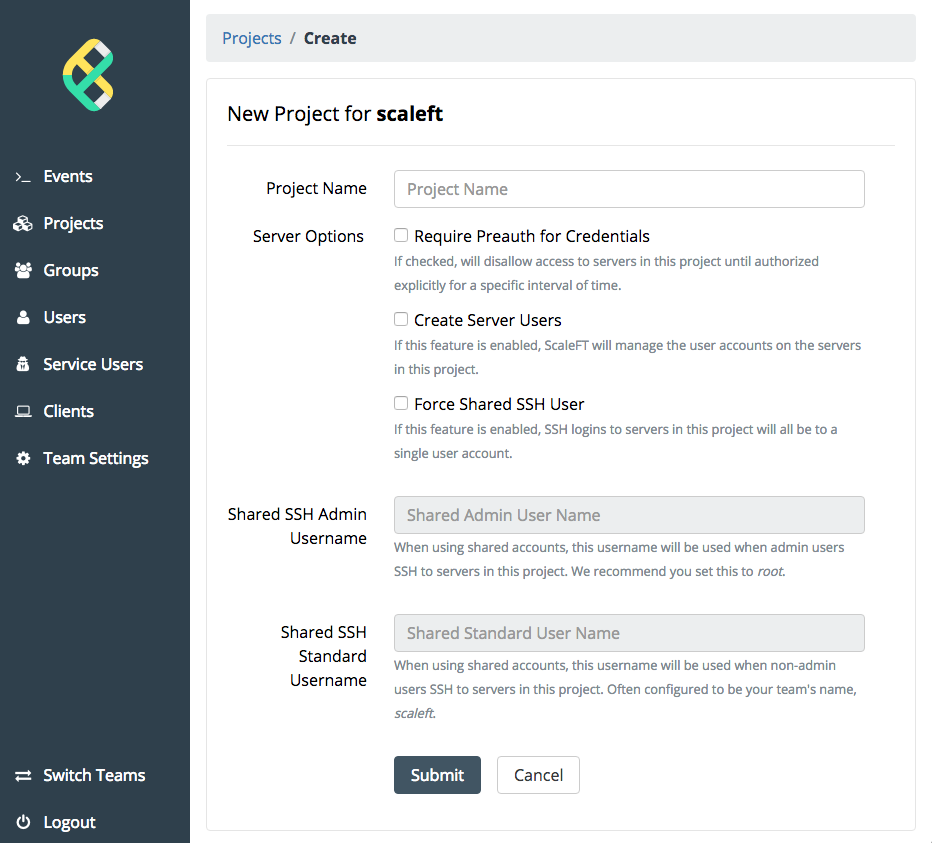 Projects / Create
New Project for scaleft
Events
Projects
Groups
Users
Service Users
Clients
Team Settings
Switch Teams
Logout
Project Name
Project Name
Server Options
Require Preauth for Credentials
If checked, will disallow access to servers in this project until authorized
explicitly for a specific interval of time.
Create Server Users
If this feature is enabled, ScaleFT will manage the user accounts on the servers
in this project.
Force Shared SSH User
If this feature is enabled, SSH logins to servers in this project will all be to a
single user account.
Shared SSH Admin
Username
Shared Admin User Name
When using shared accounts, this username will be used when admin users
SSH to servers in this project. We recommend you set this to root.
Shared SSH
Standard
Username
Shared Standard User Name
When using shared accounts, this username will be used when non-admin
users SSH to servers in this project. Often configured to be your team's name,
scaleft.
Submit
Cancel